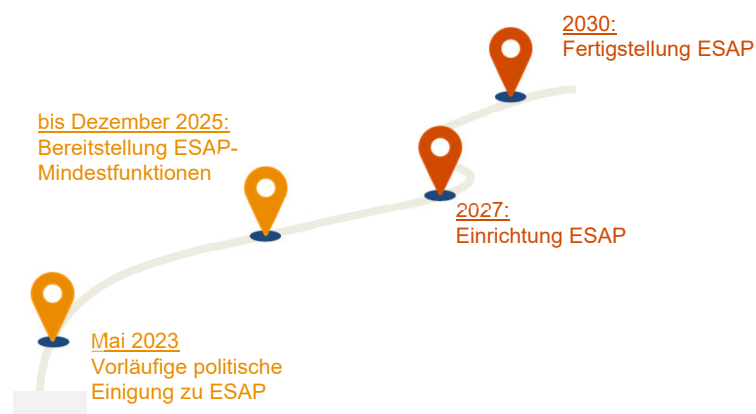 2030:
Fertigstellung ESAP
bis Dezember 2025:
Bereitstellung ESAP-
Mindestfunktionen
2027:
Einrichtung ESAP
Mai 2023
Vorläufige politische
Einigung zu ESAP